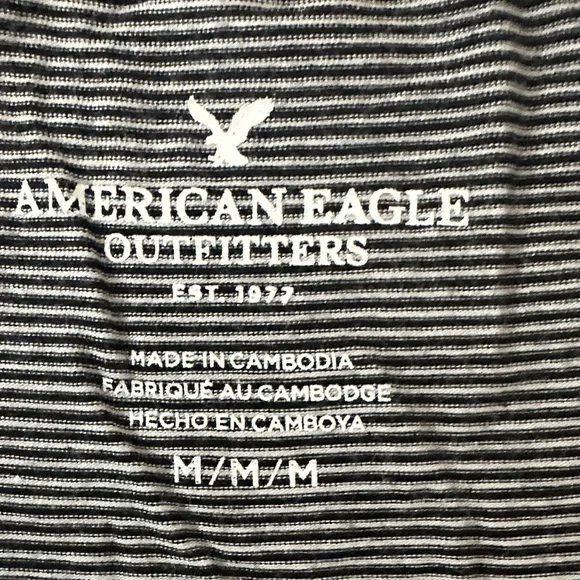 AMERICAN EAGLE
OUTFITTERS
EST. 1977
MADE IN CAMBODIA
FABRIQUÉ AU CAMBODGE
HECHO EN CAMBOYA
M/M/M